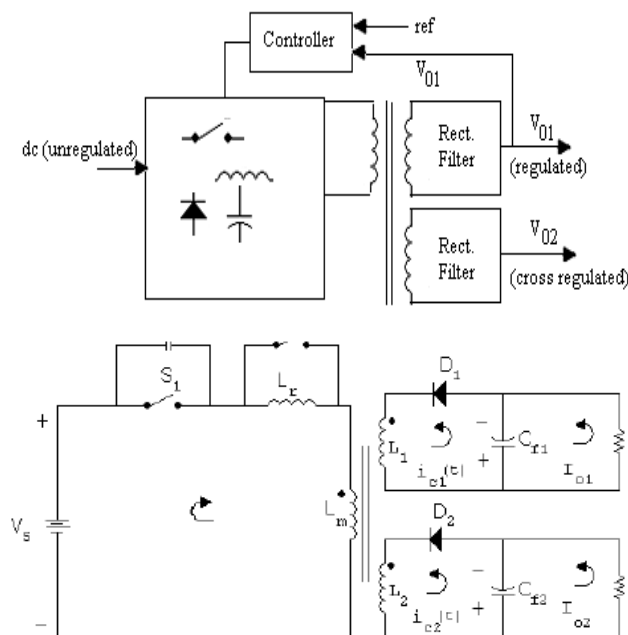 Controller
ref
V01
dc (unregulated)
Rect.
Filter
V01
(regulated)
Rect.
Filter
V02
(cross regulated)
S1
Lr
+
Vs
−
Lm
D1
L1
ic1(t)
−
+
Cf1
Io1
D2
L2
ic2(t)
−
+
Cf2
Io2